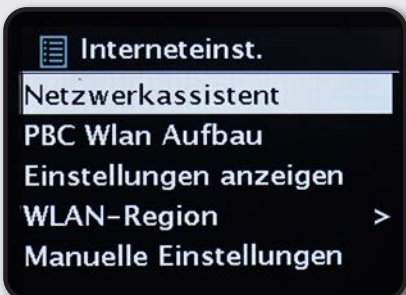 Interneteinst.
Netzwerkassistent
PBC Wlan Aufbau
Einstellungen anzeigen
WLAN-Region >
Manuelle Einstellungen